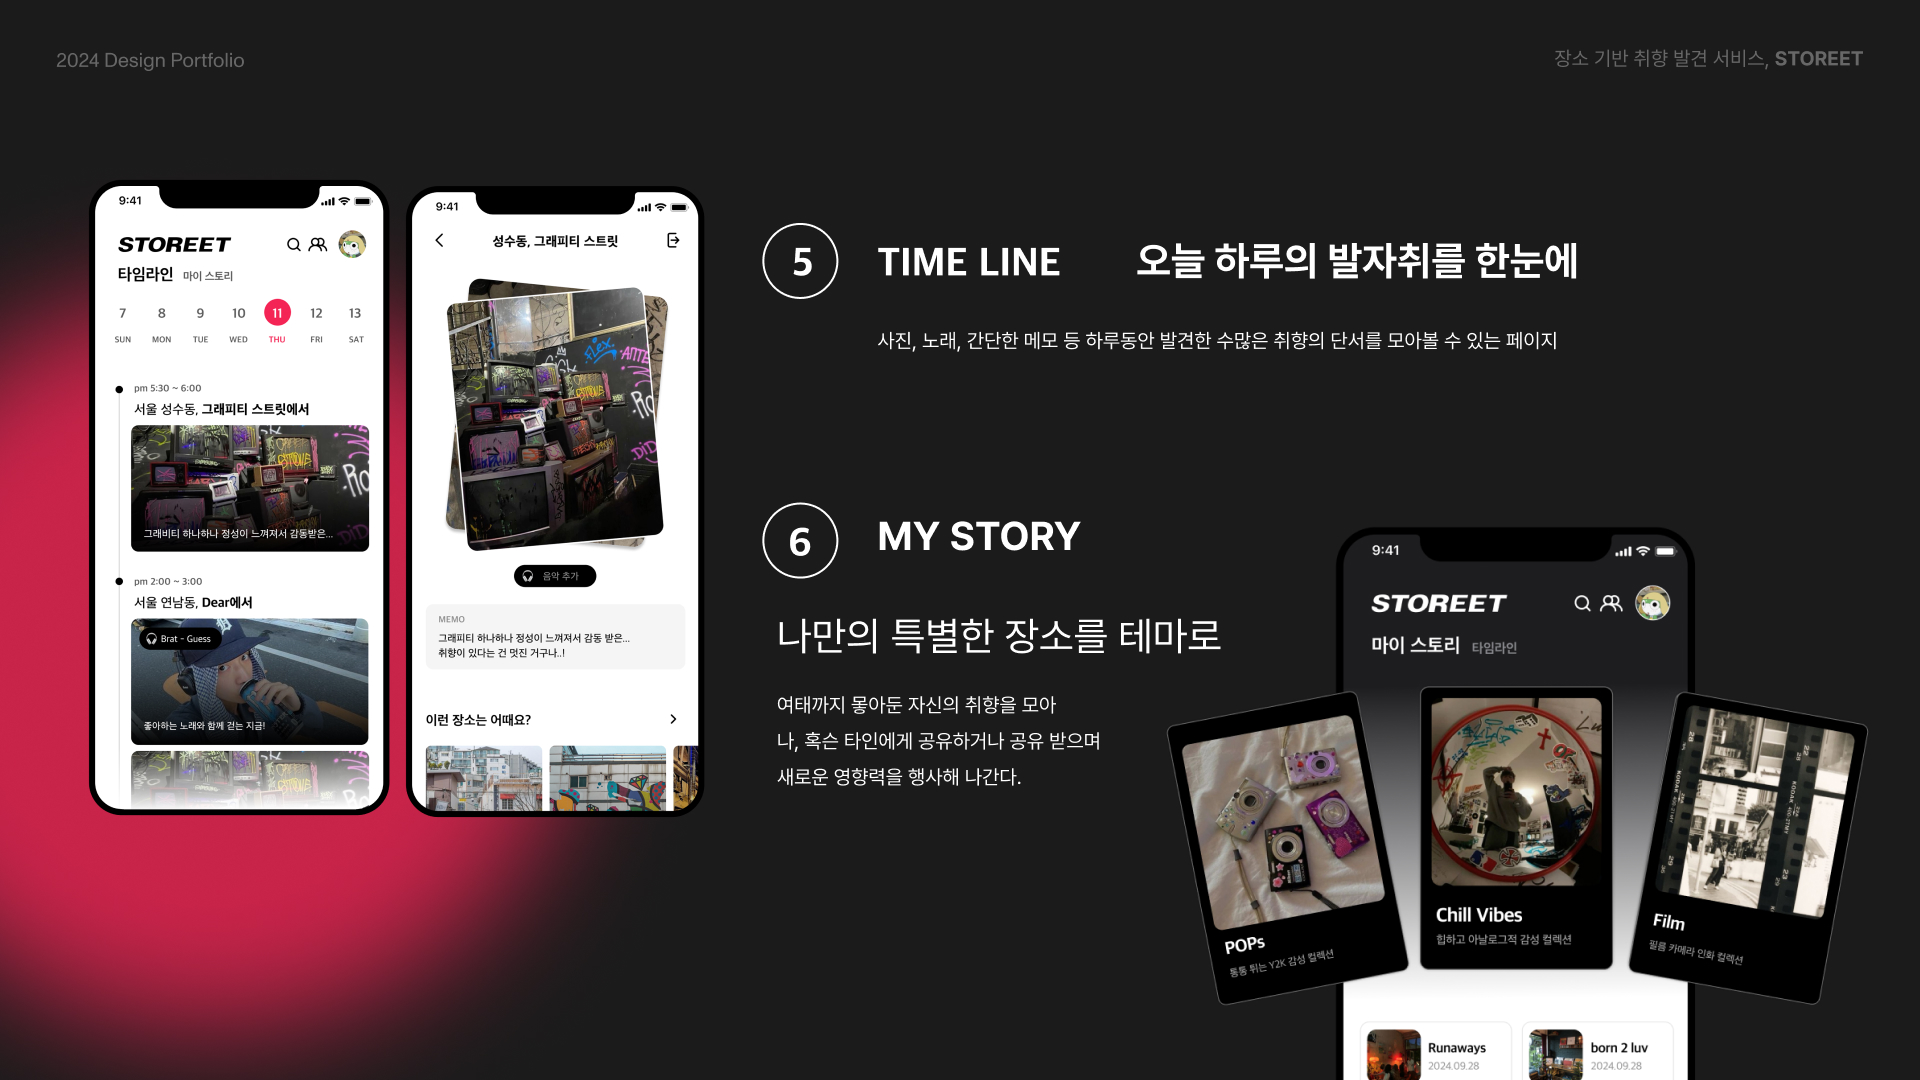 2024 Design Portfolio
장소 기반 취향 발견 서비스, STOREET
9:41
STOREET
타임라인 마이 스토리
7 8 9 10 11 12 13
SUN MON TUE WED THU FRI SAT
pm 5:30 ~ 6:00
서울 성수동, 그래피티 스트릿에서
그래비티 하나하나 정성이 느껴져서 감동받은...
pm 2:00 ~ 3:00
서울 연남동, Dear에서
Brat - Guess
좋아하는 노래와 함께 걷는 지금!
9:41
성수동, 그래피티 스트릿
음악 추가
MEMO
그래피티 하나하나 정성이 느껴져서 감동 받은...
취향이 있다는 건 멋진 거구나..!
이런 장소는 어때요?
5 TIME LINE 오늘 하루의 발자취를 한눈에
사진, 노래, 간단한 메모 등 하루동안 발견한 수많은 취향의 단서를 모아볼 수 있는 페이지
6 MY STORY
나만의 특별한 장소를 테마로
여태까지 몽아둔 자신의 취향을 모아
나, 혹슨 타인에게 공유하거나 공유 받으며
새로운 영향력을 행사해 나간다.
9:41
STOREET
마이 스토리 타임라인
POPs
통통 튀는 Y2K 감성 컬렉션
Chill Vibes
힙하고 아날로그적 감성 컬렉션
Film
필름 카메라 인화 컬렉션
Runaways
2024.09.28
born 2 luv
2024.09.28